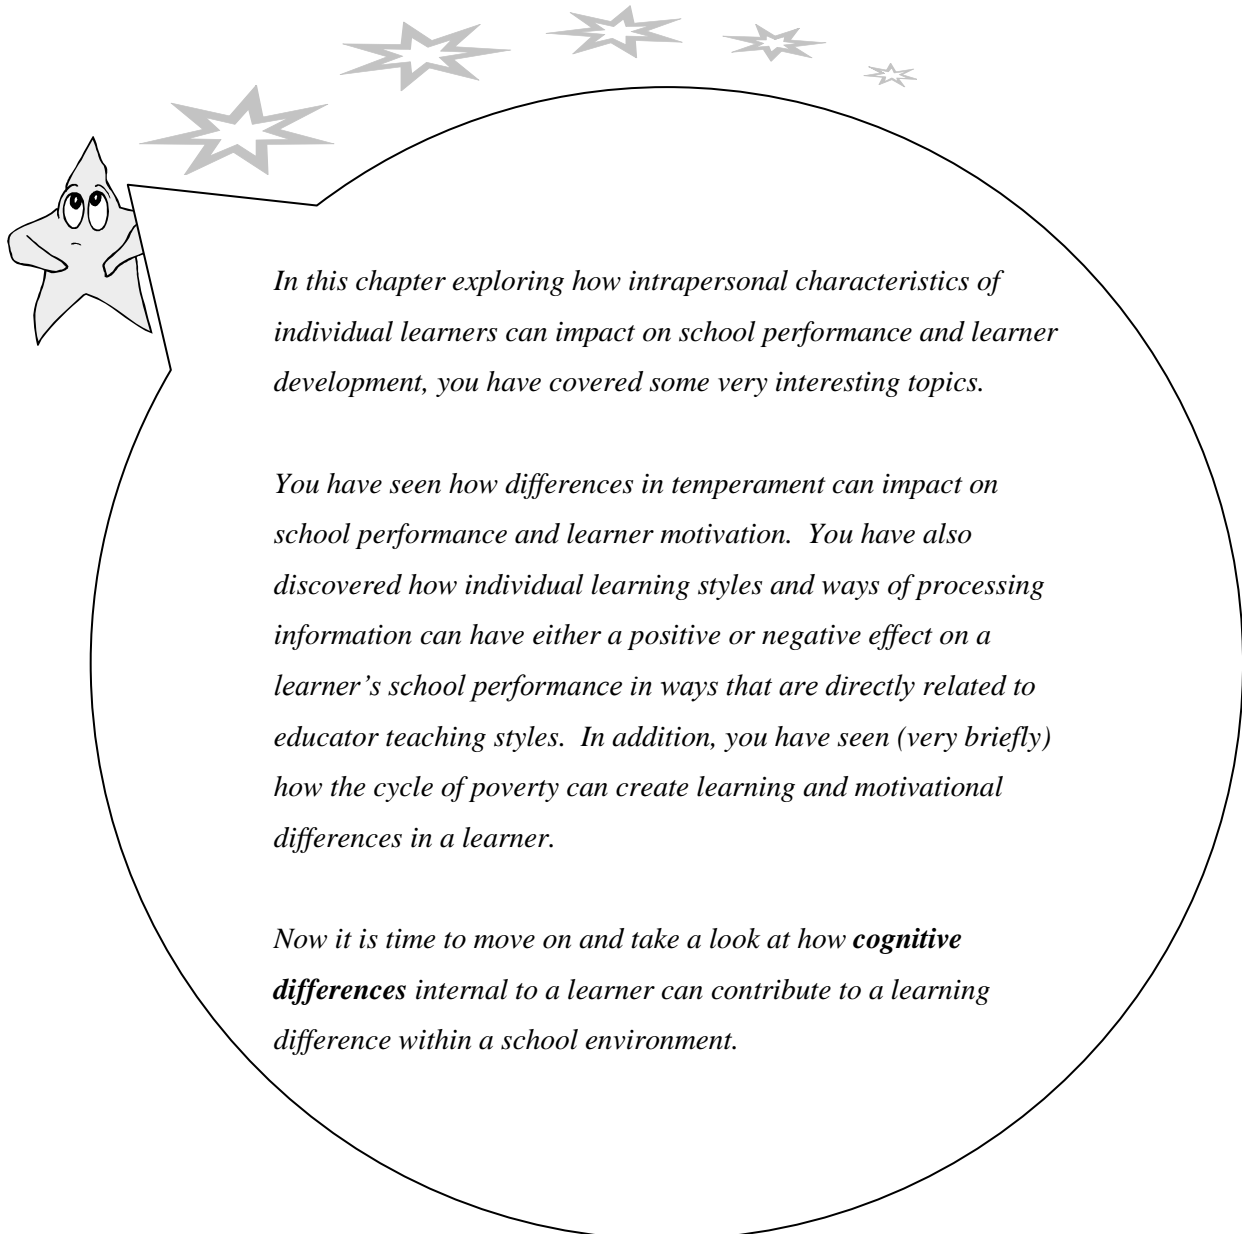 In this chapter exploring how intrapersonal characteristics of
individual learners can impact on school performance and learner
development, you have covered some very interesting topics.
You have seen how differences in temperament can impact on
school performance and learner motivation.  You have also
discovered how individual learning styles and ways of processing
information can have either a positive or negative effect on a
learner’s school performance in ways that are directly related to
educator teaching styles.  In addition, you have seen (very briefly)
how the cycle of poverty can create learning and motivational
differences in a learner.
Now it is time to move on and take a look at how cognitive
differences internal to a learner can contribute to a learning
difference within a school environment.